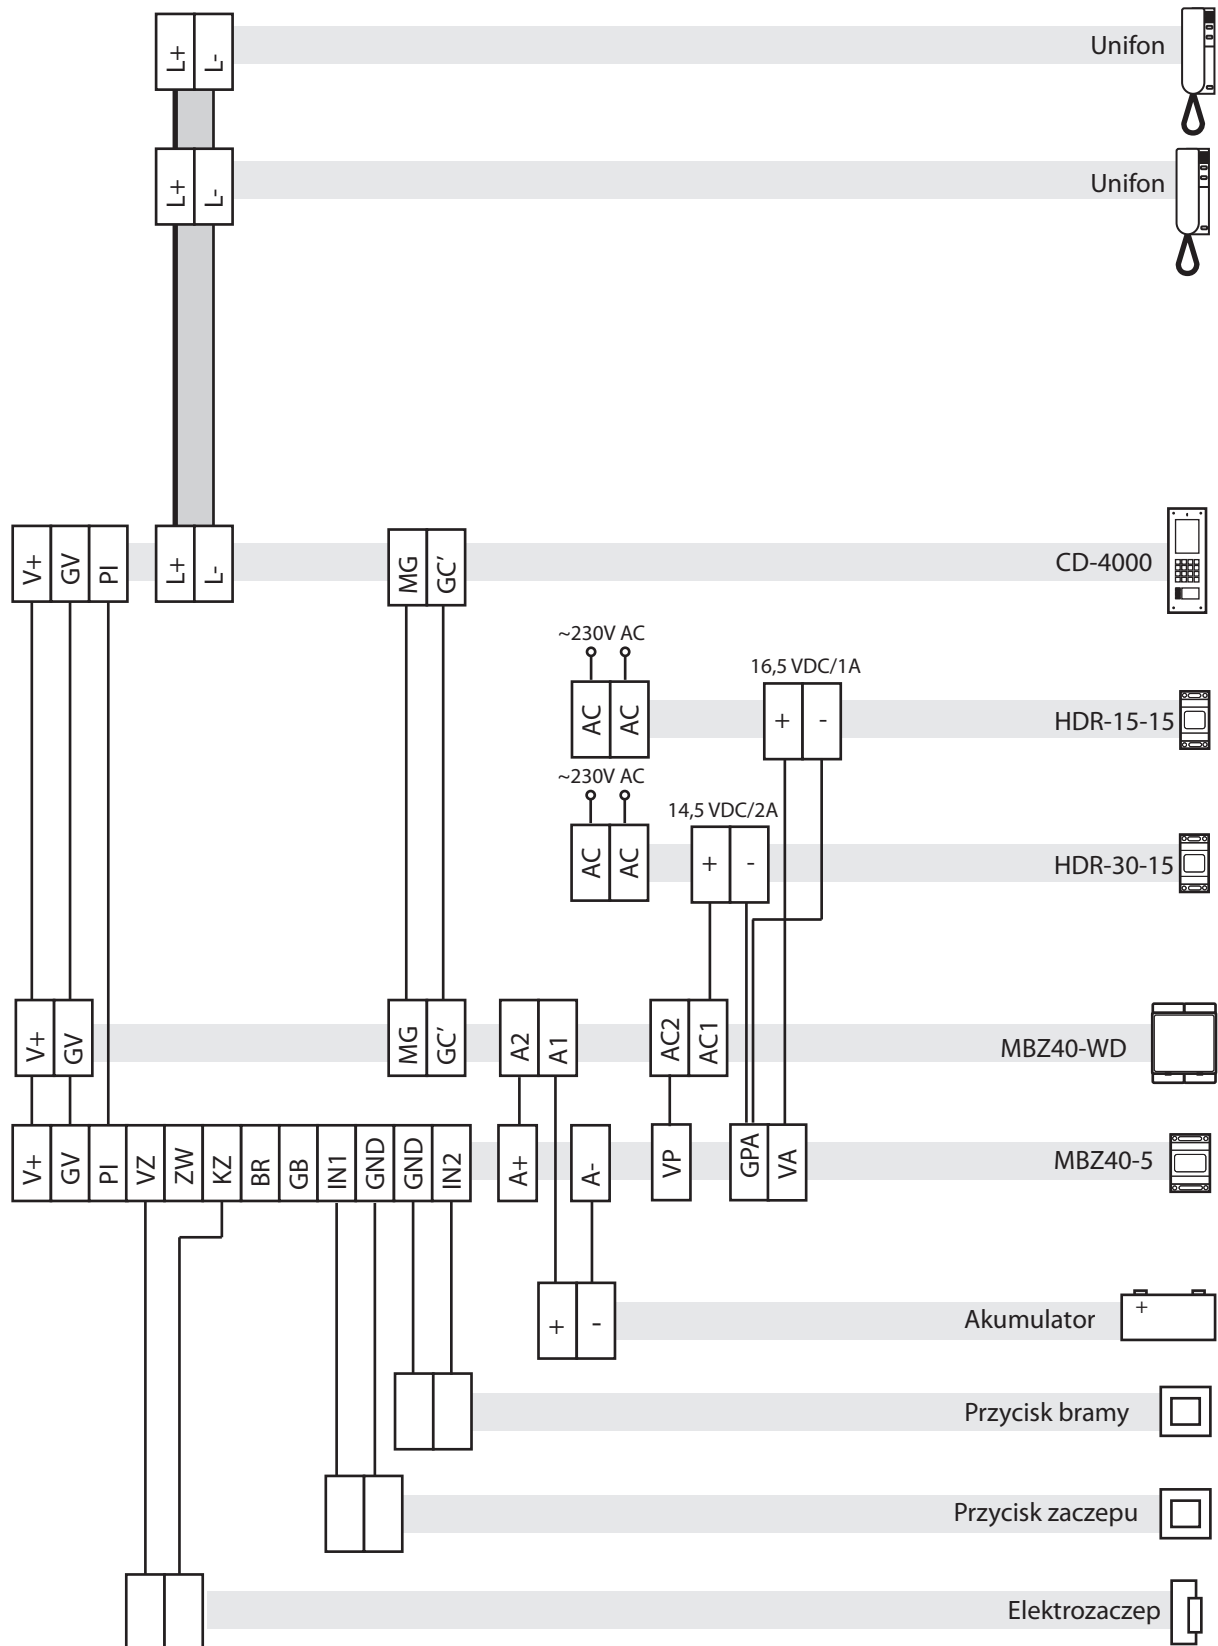 L+ L- Unifon
L+ L- Unifon
V+ GV PI L+ L- MG GC’ CD-4000
~230V AC
16,5 VDC/1A
AC AC + - HDR-15-15
~230V AC
14,5 VDC/2A
AC AC + - HDR-30-15
V+ GV MG GC’ A2 A1 AC2 AC1 MBZ40-WD
V+ GV PI VZ ZW KZ BR GB IN1 GND GND IN2 A+ A- VP GPA VA MBZ40-5
+ - Akumulator +
Przycisk bramy
Przycisk zaczepu
Elektrozaczep